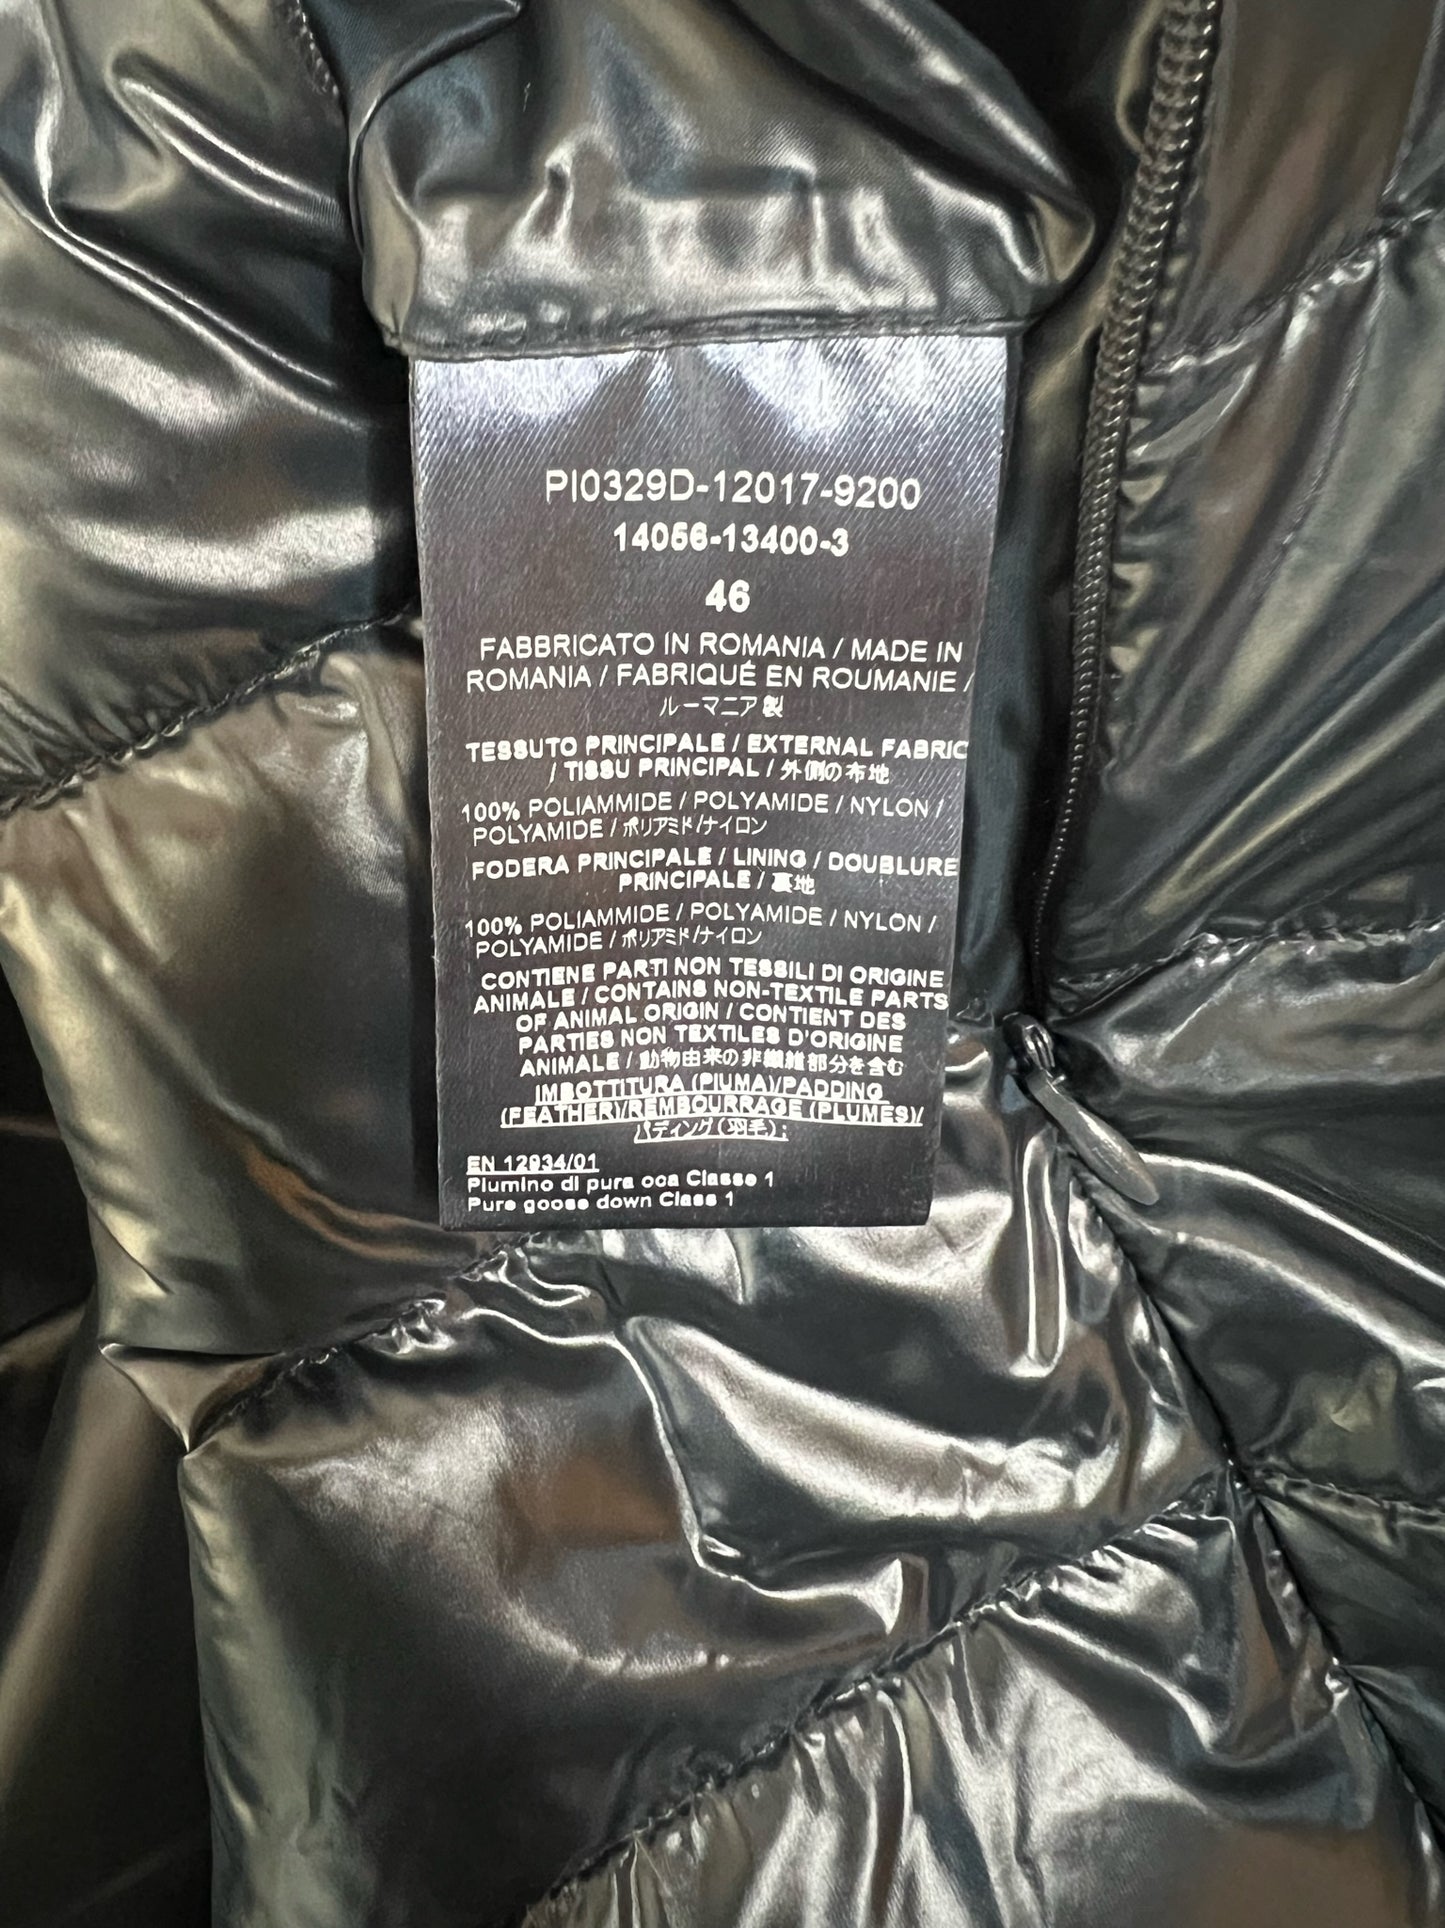 PI0329D-12017-9200
14056-13400-3
46
FABBRICATO IN ROMANIA / MADE IN
ROMANIA / FABRIQUÉ EN ROUMANIE /
ルーマニア製
TESSUTO PRINCIPALE / EXTERNAL FABRIC
/ TISSU PRINCIPAL / 外側の布地
100% POLIAMMIDE / POLYAMIDE / NYLON /
POLYAMIDE / ポリアミド/ナイロン
FODERA PRINCIPALE / LINING / DOUBLURE
PRINCIPALE / 裏地
100% POLIAMMIDE / POLYAMIDE / NYLON /
POLYAMIDE / ポリアミド/ナイロン
CONTIENE PARTI NON TESSILI DI ORIGINE
ANIMALE / CONTAINS NON-TEXTILE PARTS
OF ANIMAL ORIGIN / CONTIENT DES
PARTIES NON TEXTILES D'ORIGINE
ANIMALE / 動物由来の非繊維部分を含む
IMBOTTITURA (PIUMA)/PADDING
(FEATHER)/REMBOURRAGE (PLUMES)/
パディング(羽毛):
EN 12934/01
Piumino di pura oca Classe 1
Pure goose down Class 1